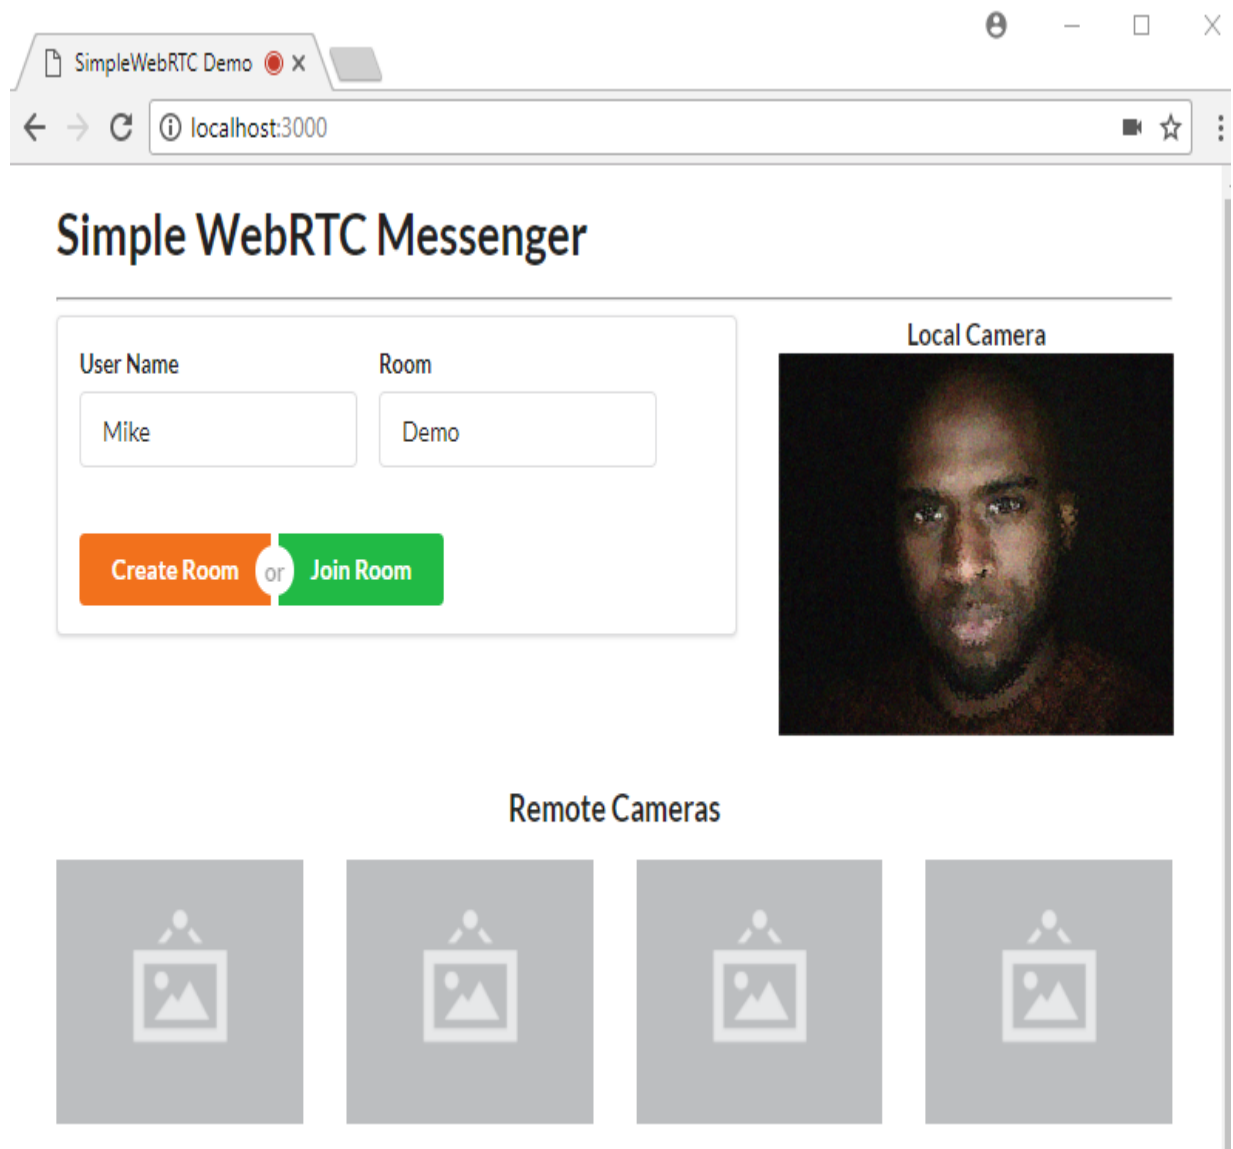 SimpleWebRTC Demo
localhost:3000
Simple WebRTC Messenger
Local Camera
User Name Room
Mike Demo
Create Room or Join Room
Remote Cameras